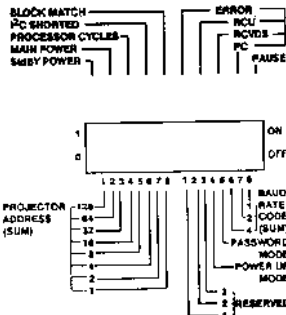 BLOCK MATCH
I²C SHORTED
PROCESSOR CYCLES
MAIN POWER
STDBY POWER
ERROR
RCU
RCVDS
PC
PAUSE
1
0
ON
OFF
1 2 3 4 5 6 7 8 1 2 3 4 5 6 7 8
PROJECTOR
ADDRESS
(SUM)
128
64
32
16
8
4
2
1
BAUD
1 RATE
2 CODE
4 (SUM)
PASSWORD
MODE
POWER UP
MODE
3
2 RESERVED